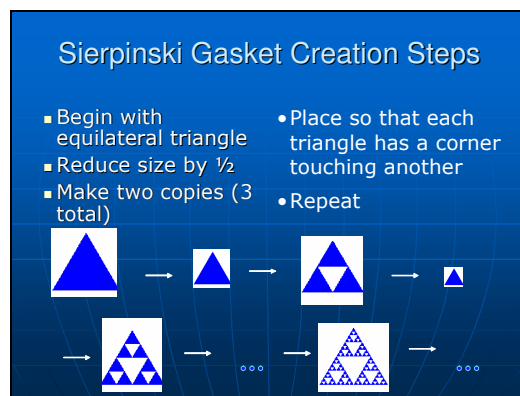 Sierpinski Gasket Creation Steps
▪ Begin with
equilateral triangle
▪ Reduce size by ½
▪ Make two copies (3
total)
• Place so that each
triangle has a corner
touching another
• Repeat